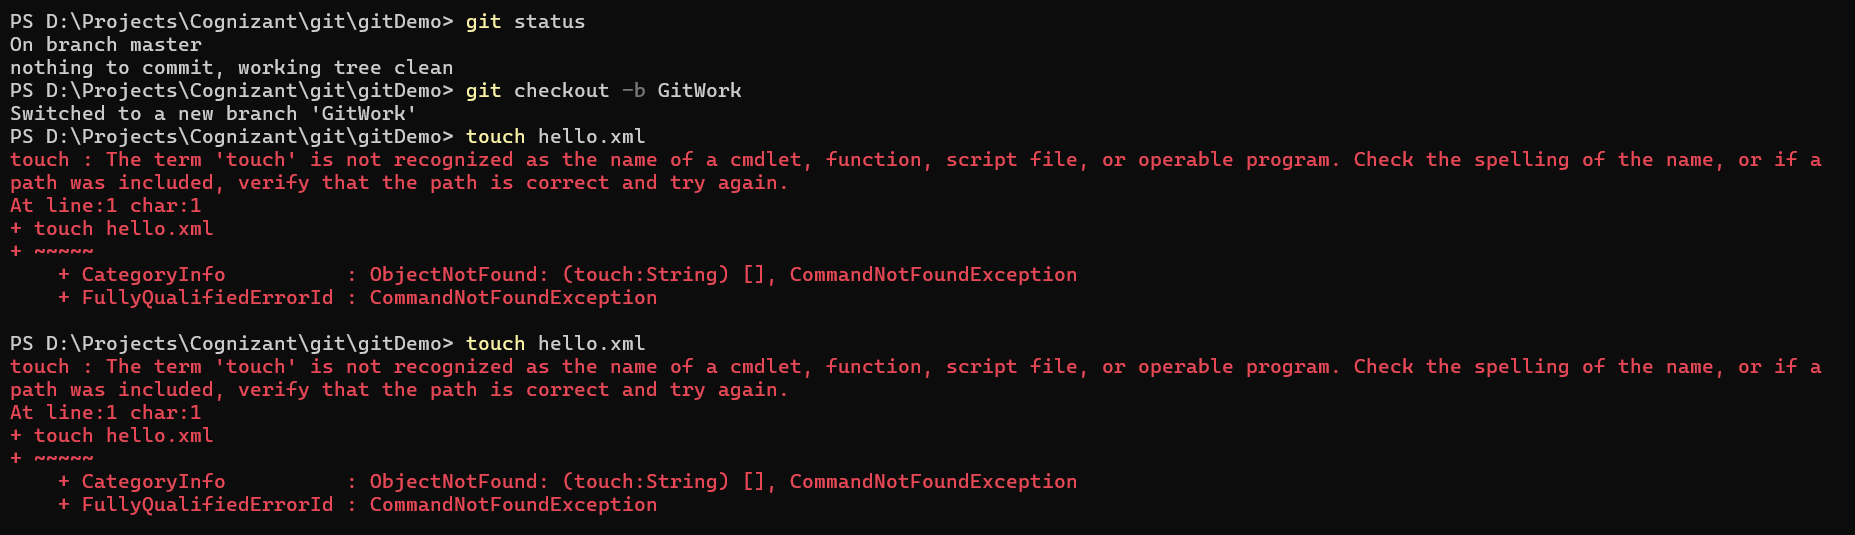 PS D:\Projects\Cognizant\git\gitDemo> git status
On branch master
nothing to commit, working tree clean
PS D:\Projects\Cognizant\git\gitDemo> git checkout -b GitWork
Switched to a new branch 'GitWork'
PS D:\Projects\Cognizant\git\gitDemo> touch hello.xml
touch : The term 'touch' is not recognized as the name of a cmdlet, function, script file, or operable program. Check the spelling of the name, or if a
path was included, verify that the path is correct and try again.
At line:1 char:1
+ touch hello.xml
+ ~~~~~
    + CategoryInfo          : ObjectNotFound: (touch:String) [], CommandNotFoundException
    + FullyQualifiedErrorId : CommandNotFoundException

PS D:\Projects\Cognizant\git\gitDemo> touch hello.xml
touch : The term 'touch' is not recognized as the name of a cmdlet, function, script file, or operable program. Check the spelling of the name, or if a
path was included, verify that the path is correct and try again.
At line:1 char:1
+ touch hello.xml
+ ~~~~~
    + CategoryInfo          : ObjectNotFound: (touch:String) [], CommandNotFoundException
    + FullyQualifiedErrorId : CommandNotFoundException